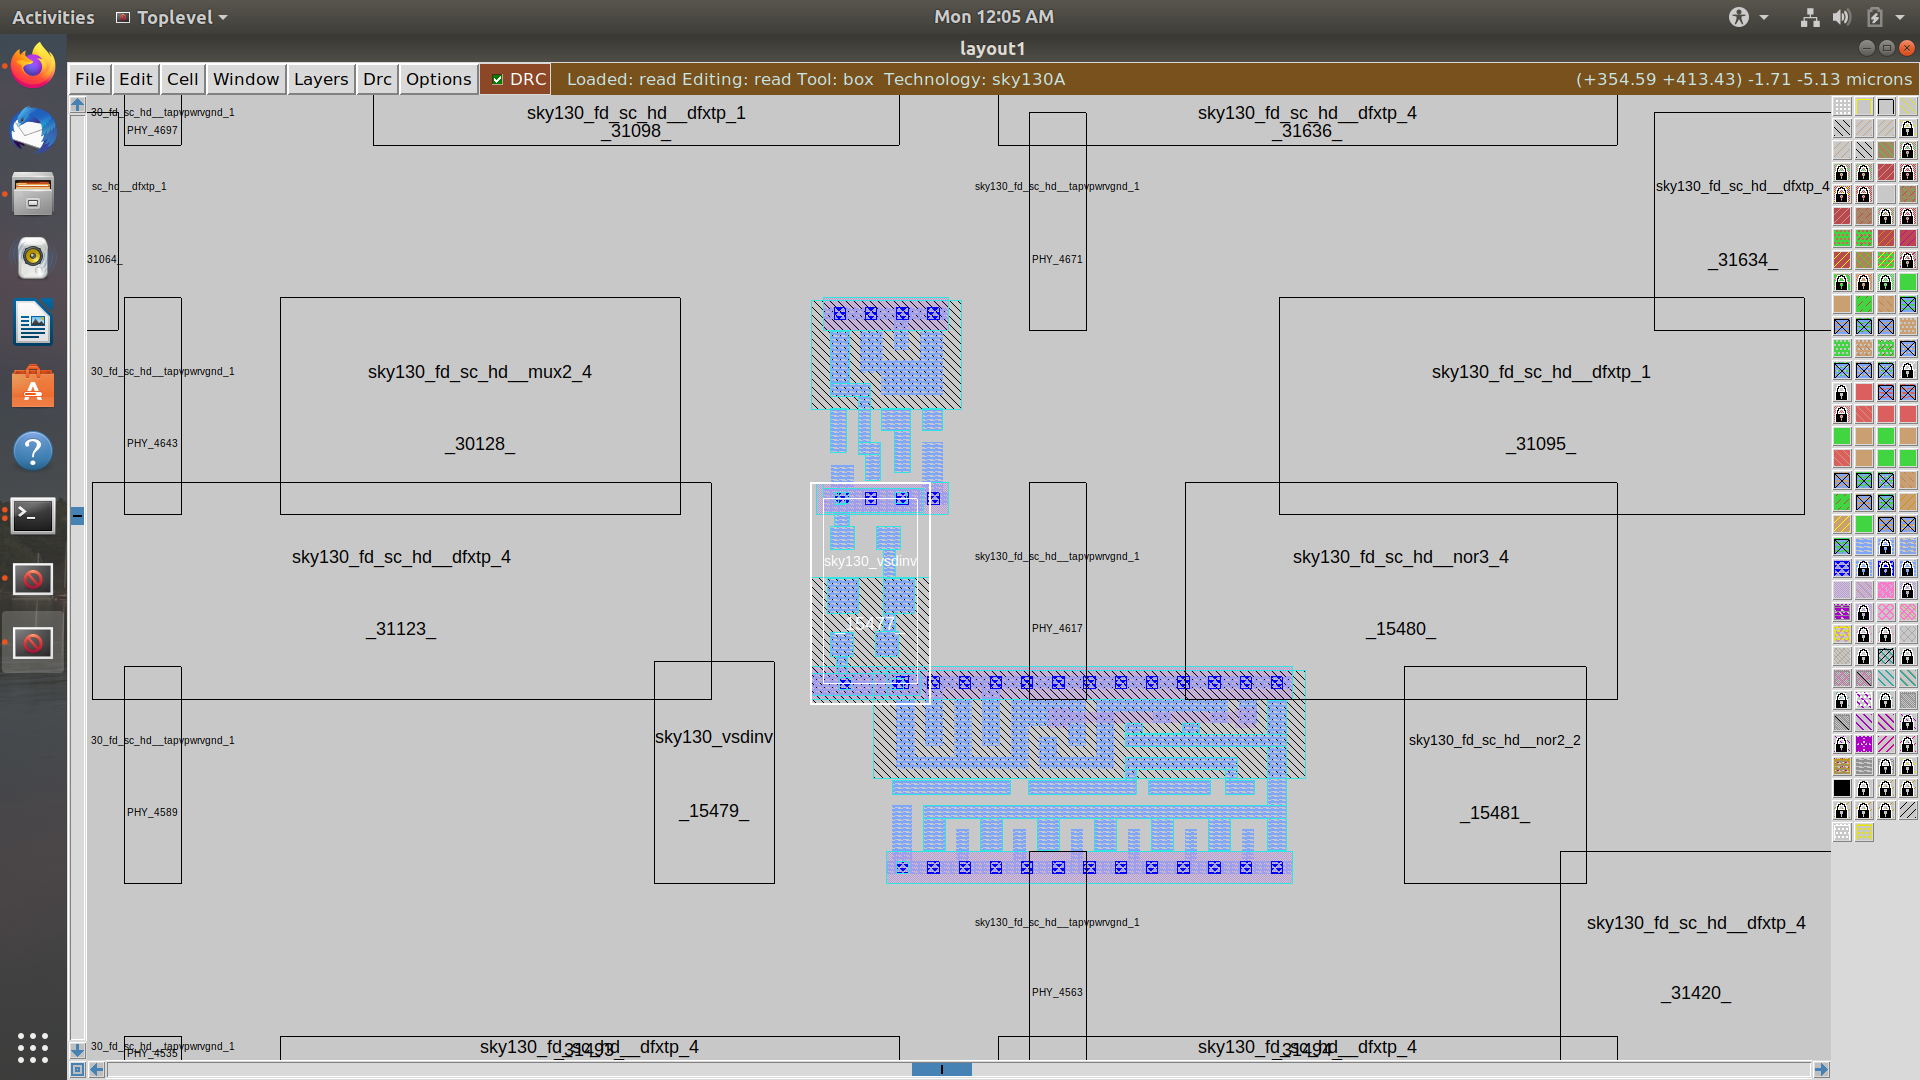 Activities Toplevel Mon 12:05 AM
layout1
File Edit Cell Window Layers Drc Options DRC Loaded: read Editing: read Tool: box Technology: sky130A (+354.59 +413.43) -1.71 -5.13 microns
30_fd_sc_hd__tapvpwrvgnd_1 sky130_fd_sc_hd__dfxtp_1 sky130_fd_sc_hd__dfxtp_4
PHY_4697 _31098_ _31636_
sc_hd__dfxtp_1 sky130_fd_sc_hd__tapvpwrvgnd_1 sky130_fd_sc_hd__dfxtp_4
31064_ PHY_4671 _31634_
30_fd_sc_hd__tapvpwrvgnd_1 sky130_fd_sc_hd__mux2_4 sky130_fd_sc_hd__dfxtp_1
PHY_4643 _30128_ _31095_
sky130_fd_sc_hd__dfxtp_4 sky130_vsdinv sky130_fd_sc_hd__tapvpwrvgnd_1 sky130_fd_sc_hd__nor3_4
_31123_ _15477_ PHY_4617 _15480_
30_fd_sc_hd__tapvpwrvgnd_1 sky130_vsdinv sky130_fd_sc_hd__nor2_2
PHY_4589 _15479_ _15481_
sky130_fd_sc_hd__tapvpwrvgnd_1 sky130_fd_sc_hd__dfxtp_4
PHY_4563 _31420_
30_fd_sc_hd__tapvpwrvgnd_1 sky130_fd_sc_hd__dfxtp_4 sky130_fd_sc_hd__dfxtp_4
PHY_4535